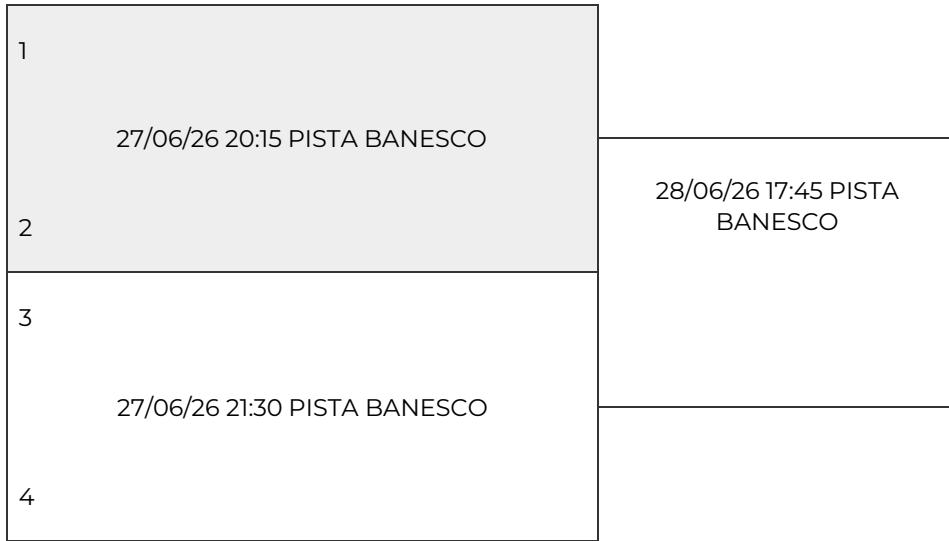 1
27/06/26 20:15 PISTA BANESCO
2
3
27/06/26 21:30 PISTA BANESCO
4
28/06/26 17:45 PISTA
BANESCO